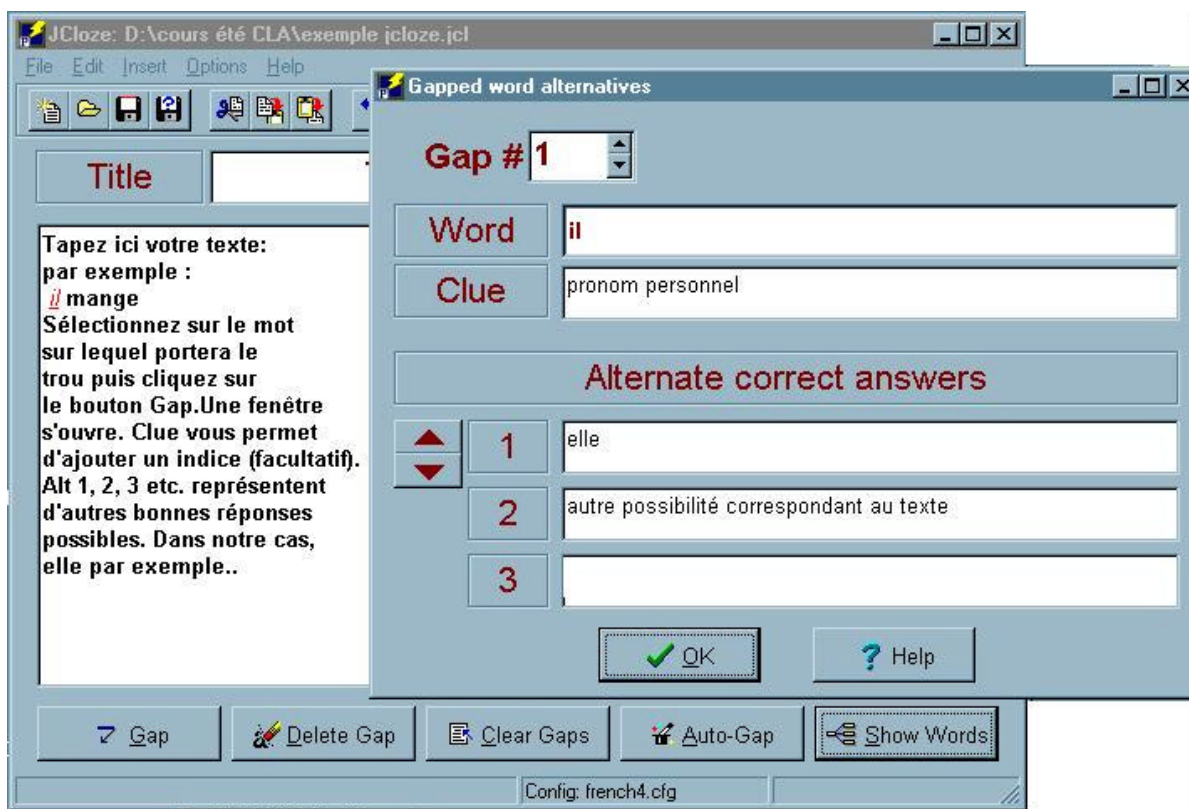 JCloze: D:\cours été CLA\exemple jcloze.jcl
File Edit Insert Options Help
Title
Tapez ici votre texte:
par exemple :
il mange
Sélectionnez sur le mot
sur lequel portera le
trou puis cliquez sur
le bouton Gap.Une fenêtre
s'ouvre. Clue vous permet
d'ajouter un indice (facultatif).
Alt 1, 2, 3 etc. représentent
d'autres bonnes réponses
possibles. Dans notre cas,
elle par exemple..
Gapped word alternatives
Gap # 1
Word il
Clue pronom personnel
Alternate correct answers
1 elle
2 autre possibilité correspondant au texte
3
OK Help
Gap Delete Gap Clear Gaps Auto-Gap Show Words
Config: french4.cfg